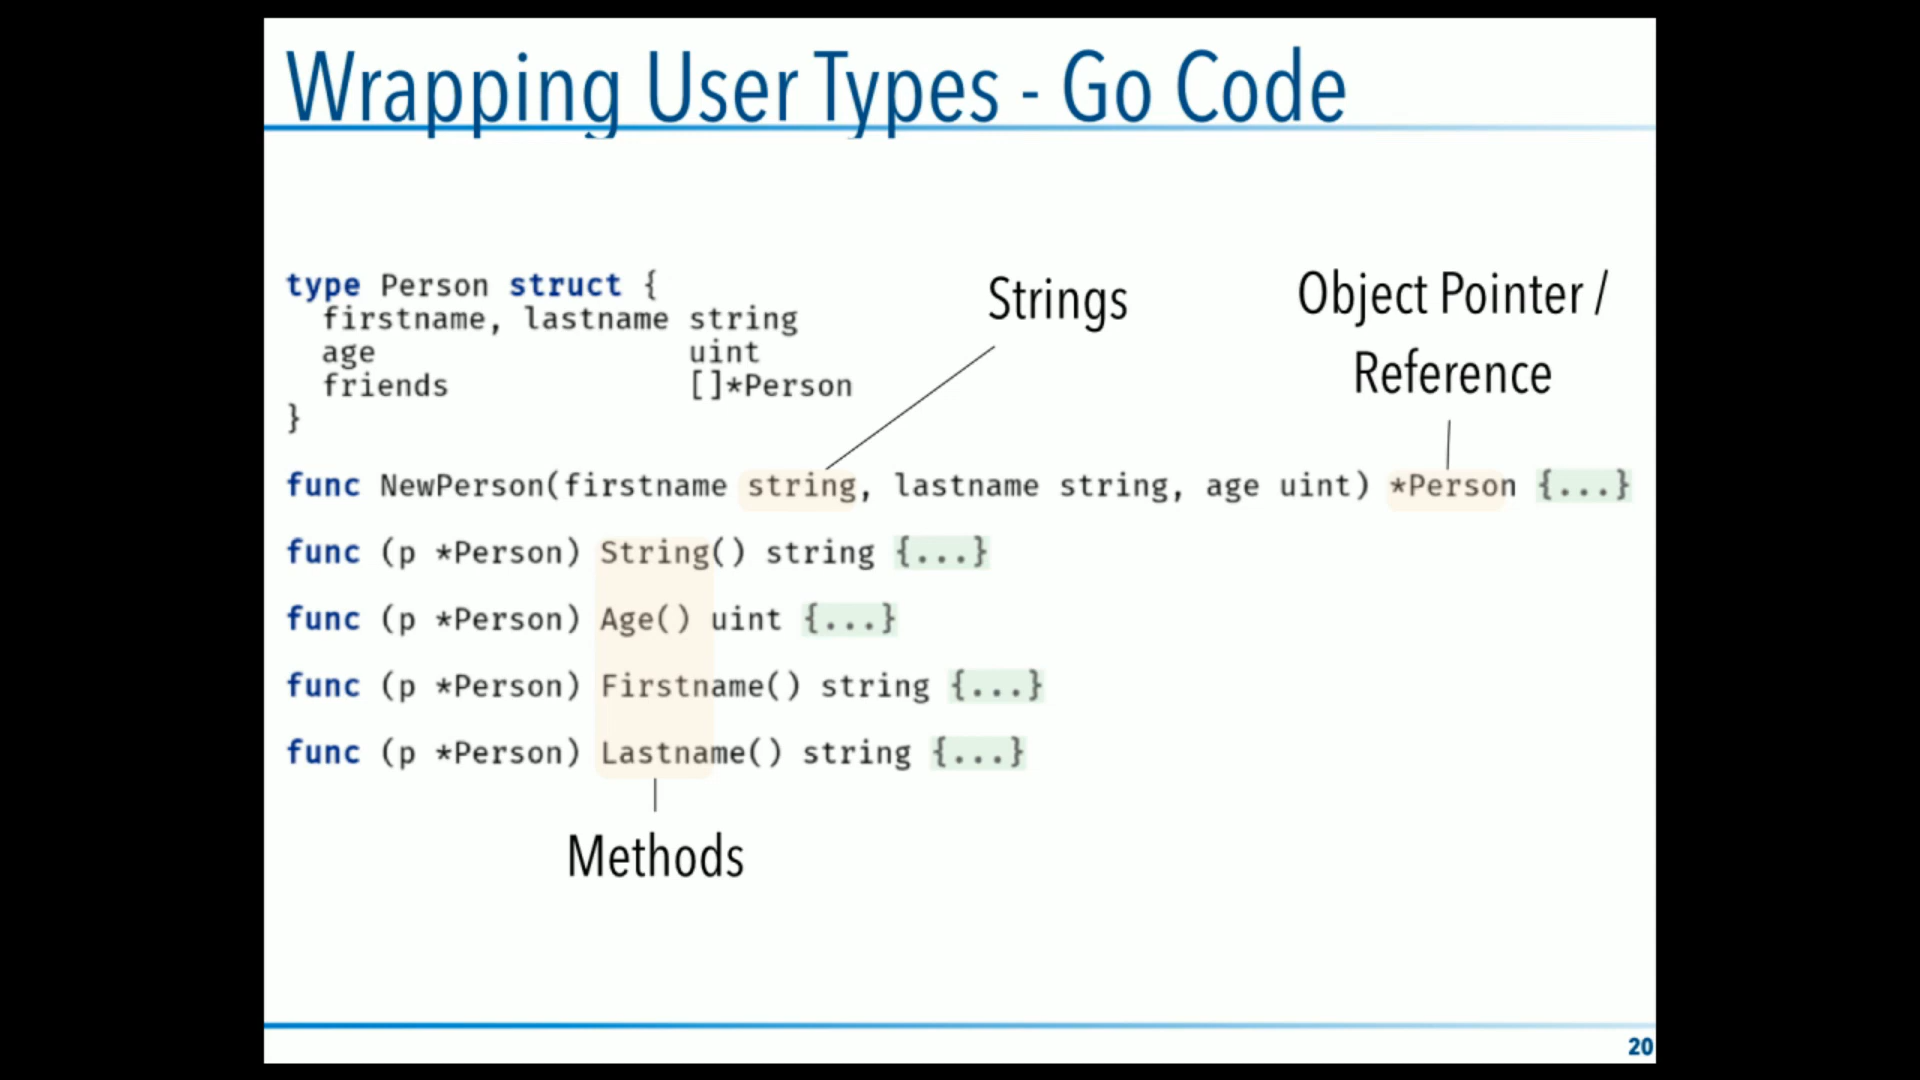 Wrapping User Types - Go Code
type Person struct {
firstname, lastname string
age uint
friends []*Person
}
Strings
Object Pointer /
Reference
func NewPerson(firstname string, lastname string, age uint) *Person {...}
func (p *Person) String() string {...}
func (p *Person) Age() uint {...}
func (p *Person) Firstname() string {...}
func (p *Person) Lastname() string {...}
Methods
20